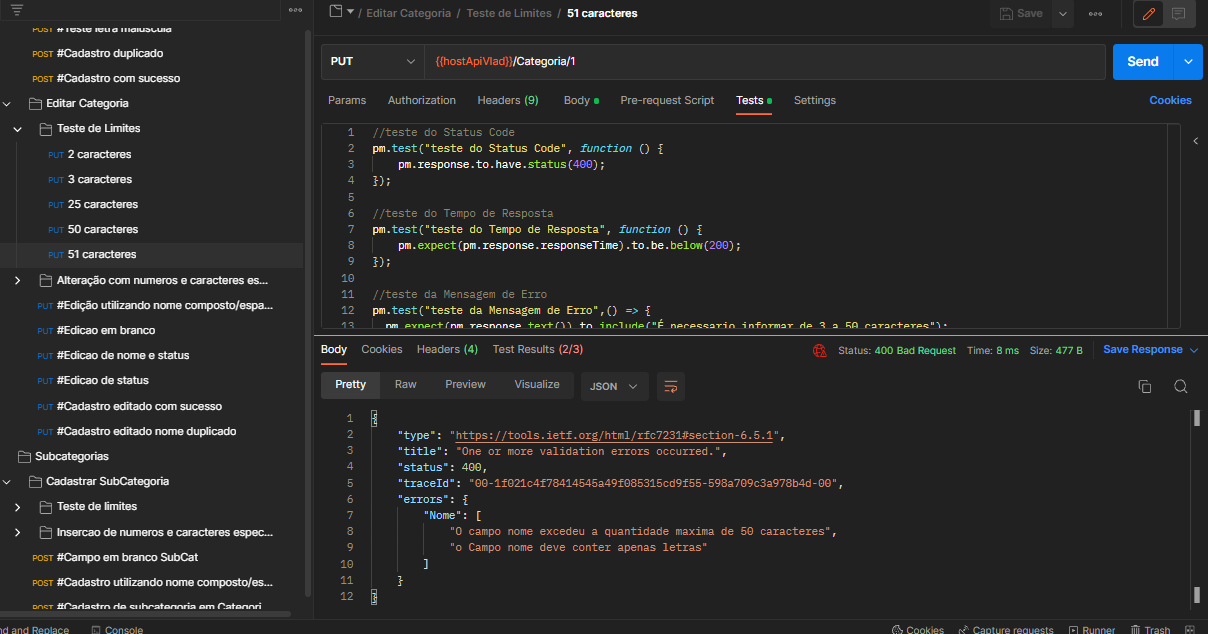 POST #Teste letra maiuscula
POST #Cadastro duplicado
POST #Cadastro com sucesso
Editar Categoria
Teste de Limites
PUT 2 caracteres
PUT 3 caracteres
PUT 25 caracteres
PUT 50 caracteres
PUT 51 caracteres
Alteração com numeros e caracteres es...
PUT #Edição utilizando nome composto/espa...
PUT #Edicao em branco
PUT #Edicao de nome e status
PUT #Edicao de status
PUT #Cadastro editado com sucesso
PUT #Cadastro editado nome duplicado
Subcategorias
Cadastrar SubCategoria
Teste de limites
Insercao de numeros e caracteres espec...
POST #Campo em branco SubCat
POST #Cadastro utilizando nome composto/es...
POST #Cadastro de subcategoria em Categori
/ Editar Categoria / Teste de Limites / 51 caracteres
Save
PUT {{hostApiVlad}}/Categoria/1 Send
Params Authorization Headers (9) Body Pre-request Script Tests Settings Cookies
1 //teste do Status Code
2 pm.test("teste do Status Code", function () {
3 pm.response.to.have.status(400);
4 });
5
6 //teste do Tempo de Resposta
7 pm.test("teste do Tempo de Resposta", function () {
8 pm.expect(pm.response.responseTime).to.be.below(200);
9 });
10
11 //teste da Mensagem de Erro
12 pm.test("teste da Mensagem de Erro",() => {
13 pm.expect(pm.response.text()).to.include("É necessario informar de 3 a 50 caracteres");
Body Cookies Headers (4) Test Results (2/3) Status: 400 Bad Request Time: 8 ms Size: 477 B Save Response
Pretty Raw Preview Visualize JSON
1 {
2 "type": "https://tools.ietf.org/html/rfc7231#section-6.5.1",
3 "title": "One or more validation errors occurred.",
4 "status": 400,
5 "traceId": "00-1f021c4f78414545a49f085315cd9f55-598a709c3a978b4d-00",
6 "errors": {
7 "Nome": [
8 "O campo nome excedeu a quantidade maxima de 50 caracteres",
9 "o Campo nome deve conter apenas letras"
10 ]
11 }
12 }
nd and Replace Console Cookies Capture requests Runner Trash